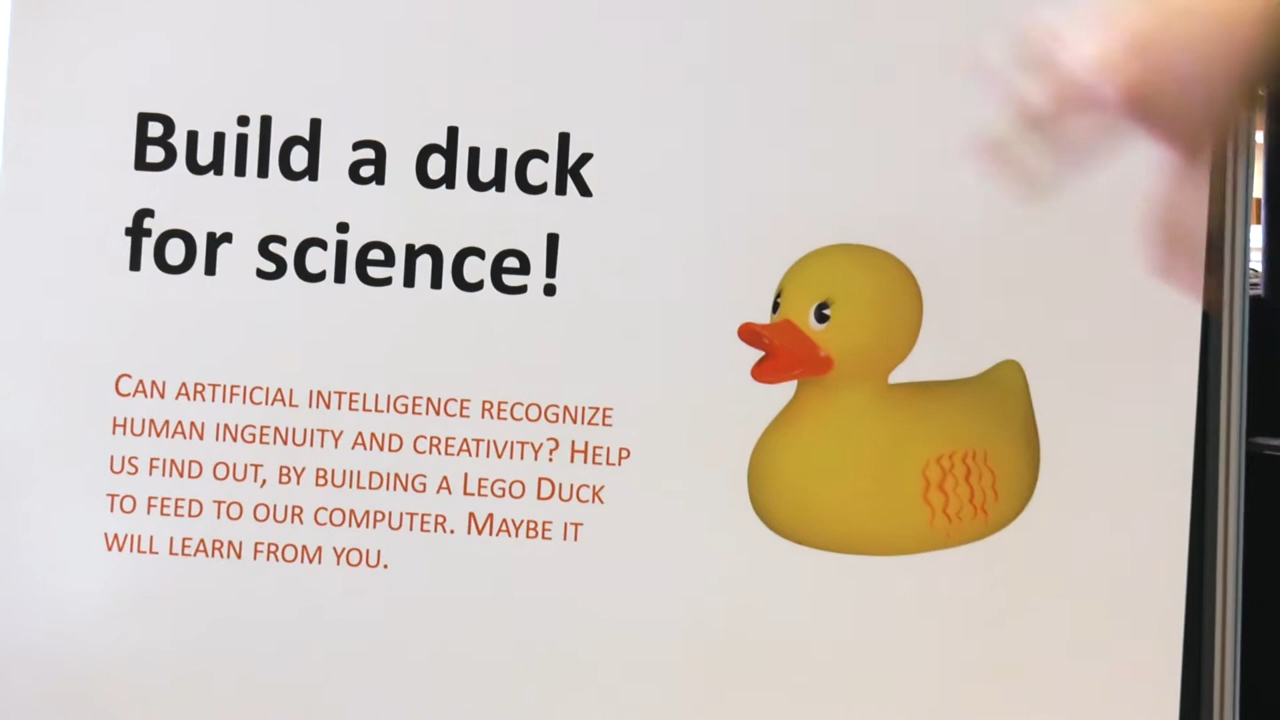 Build a duck
for science!
Can artificial intelligence recognize
human ingenuity and creativity? Help
us find out, by building a Lego Duck
to feed to our computer. Maybe it
will learn from you.